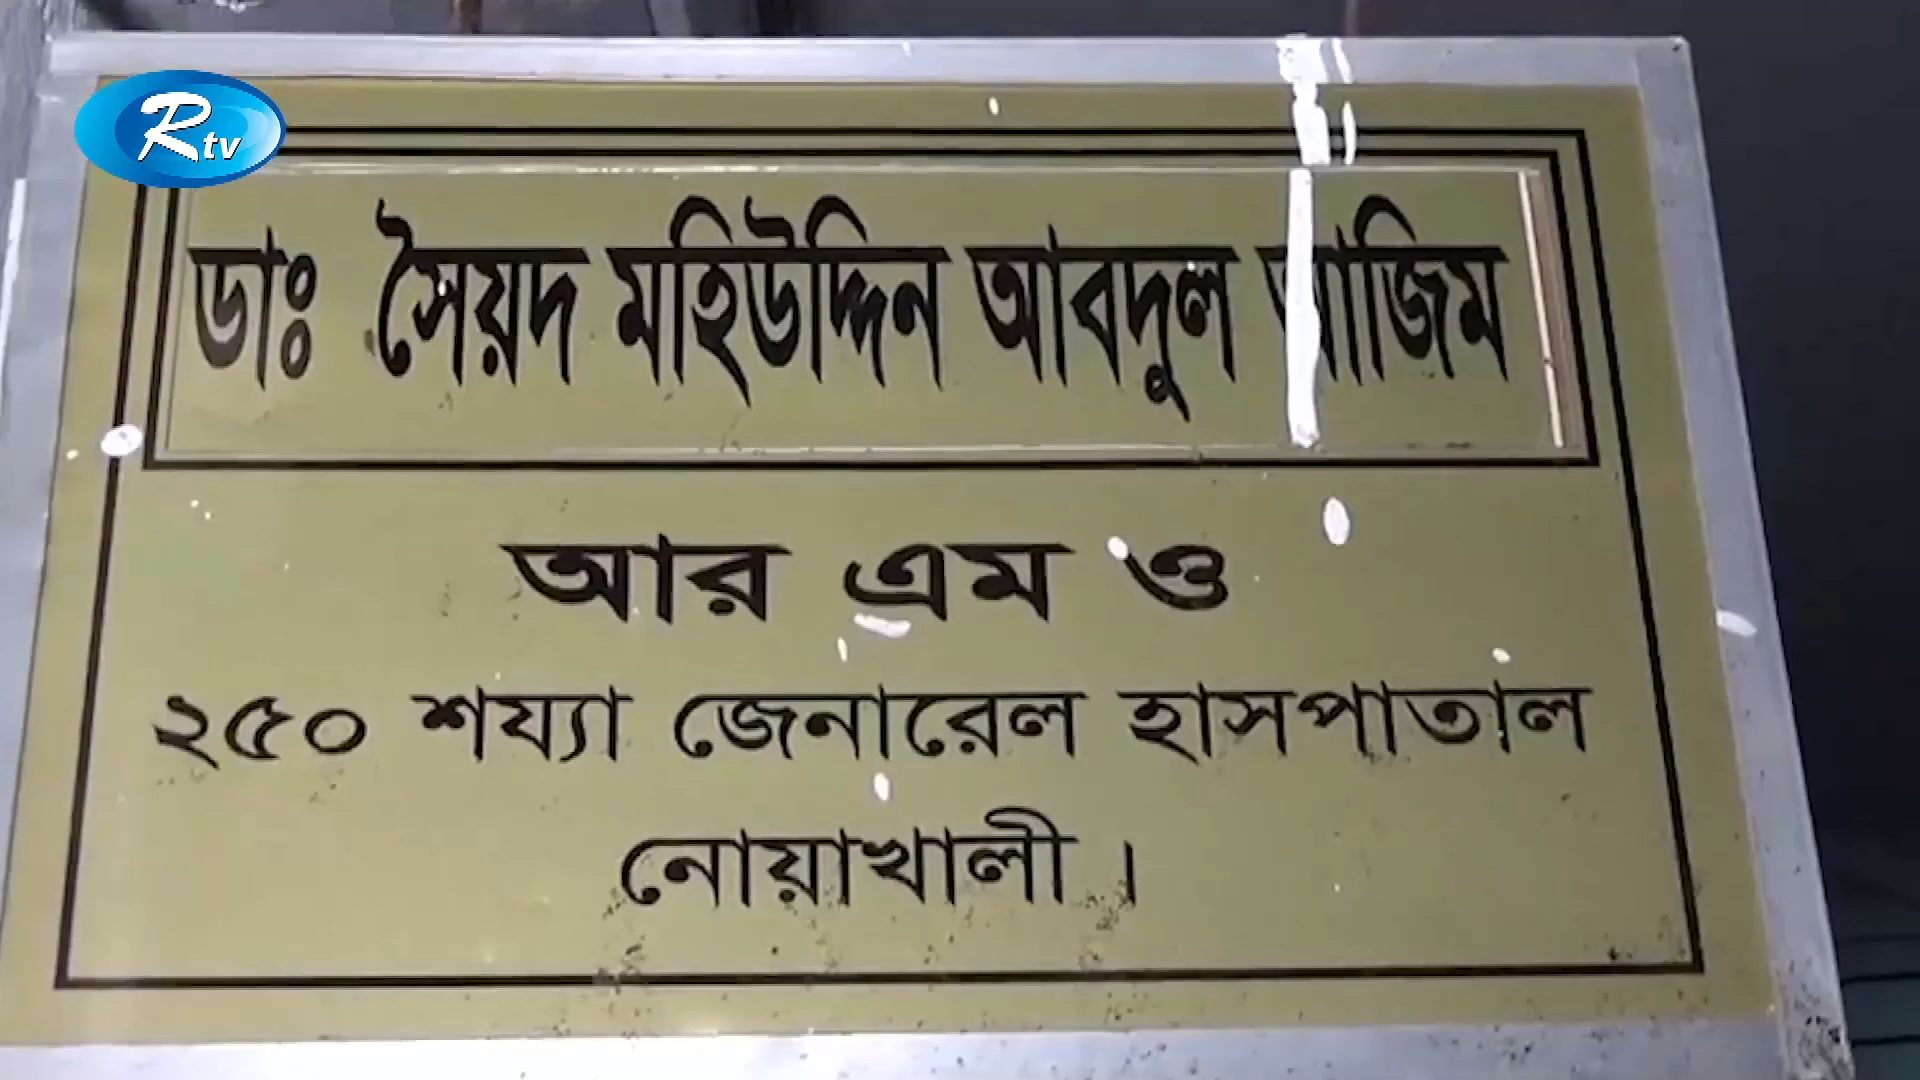 Rtv
ডাঃ সৈয়দ মহিউদ্দিন আবদুল আজিম
আর এম ও
২৫০ শয্যা জেনারেল হাসপাতাল
নোয়াখালী।